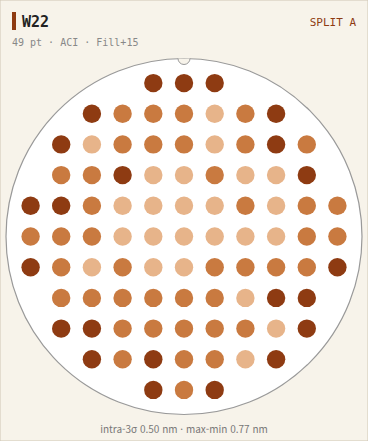 W22
SPLIT A
49 pt · ACI · Fill+15
intra-3σ 0.50 nm · max-min 0.77 nm